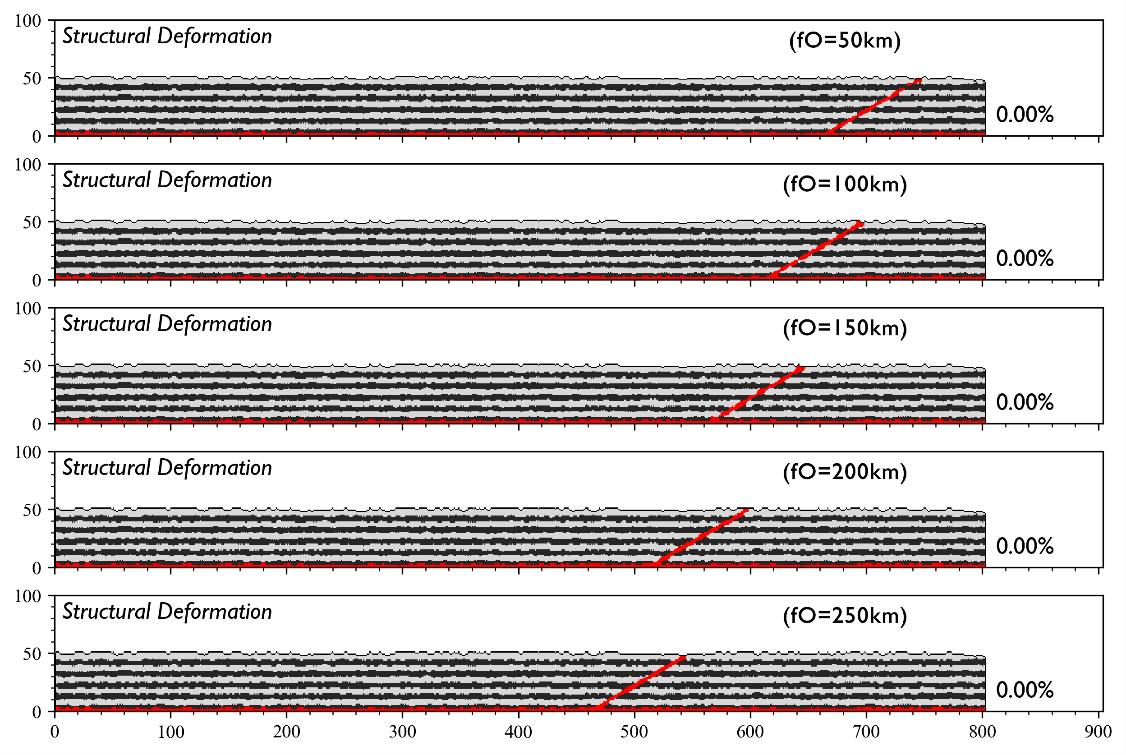 100
Structural Deformation
(fO=50km)
50
0.00%
0
100
Structural Deformation
(fO=100km)
50
0.00%
0
100
Structural Deformation
(fO=150km)
50
0.00%
0
100
Structural Deformation
(fO=200km)
50
0.00%
0
100
Structural Deformation
(fO=250km)
50
0.00%
0
0 100 200 300 400 500 600 700 800 900